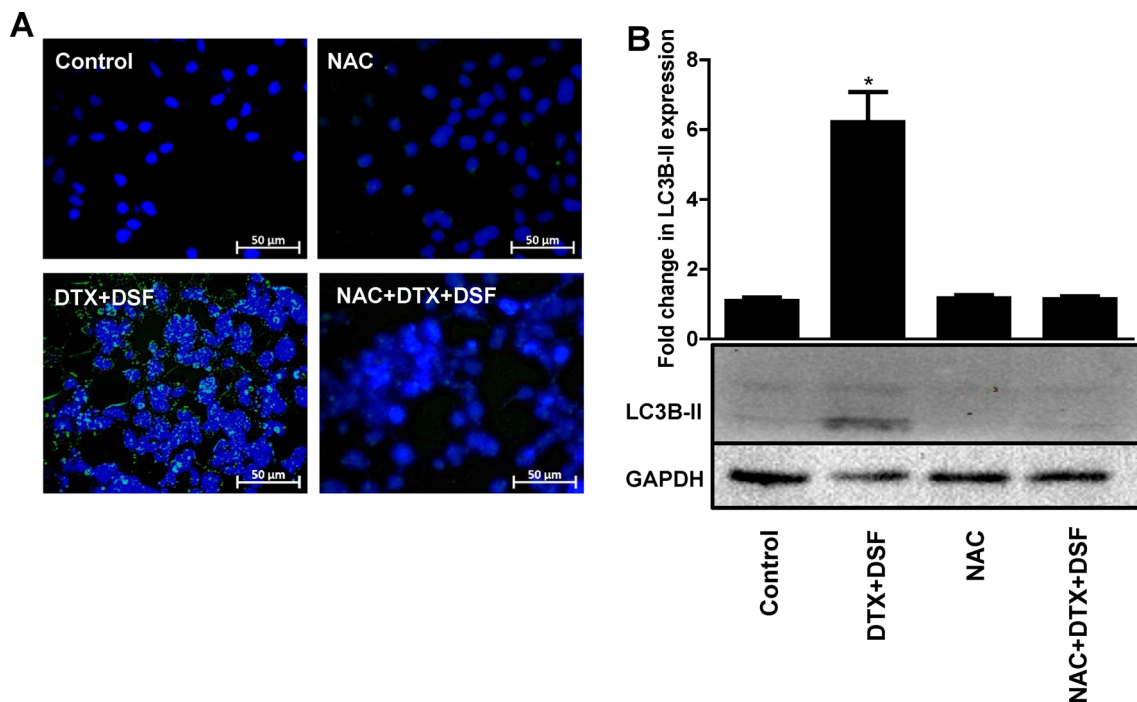 A
Control
50 µm
NAC
50 µm
DTX+DSF
50 µm
NAC+DTX+DSF
50 µm
B
Fold change in LC3B-II expression
8
6
4
2
0
*
LC3B-II
GAPDH
Control
DTX+DSF
NAC
NAC+DTX+DSF